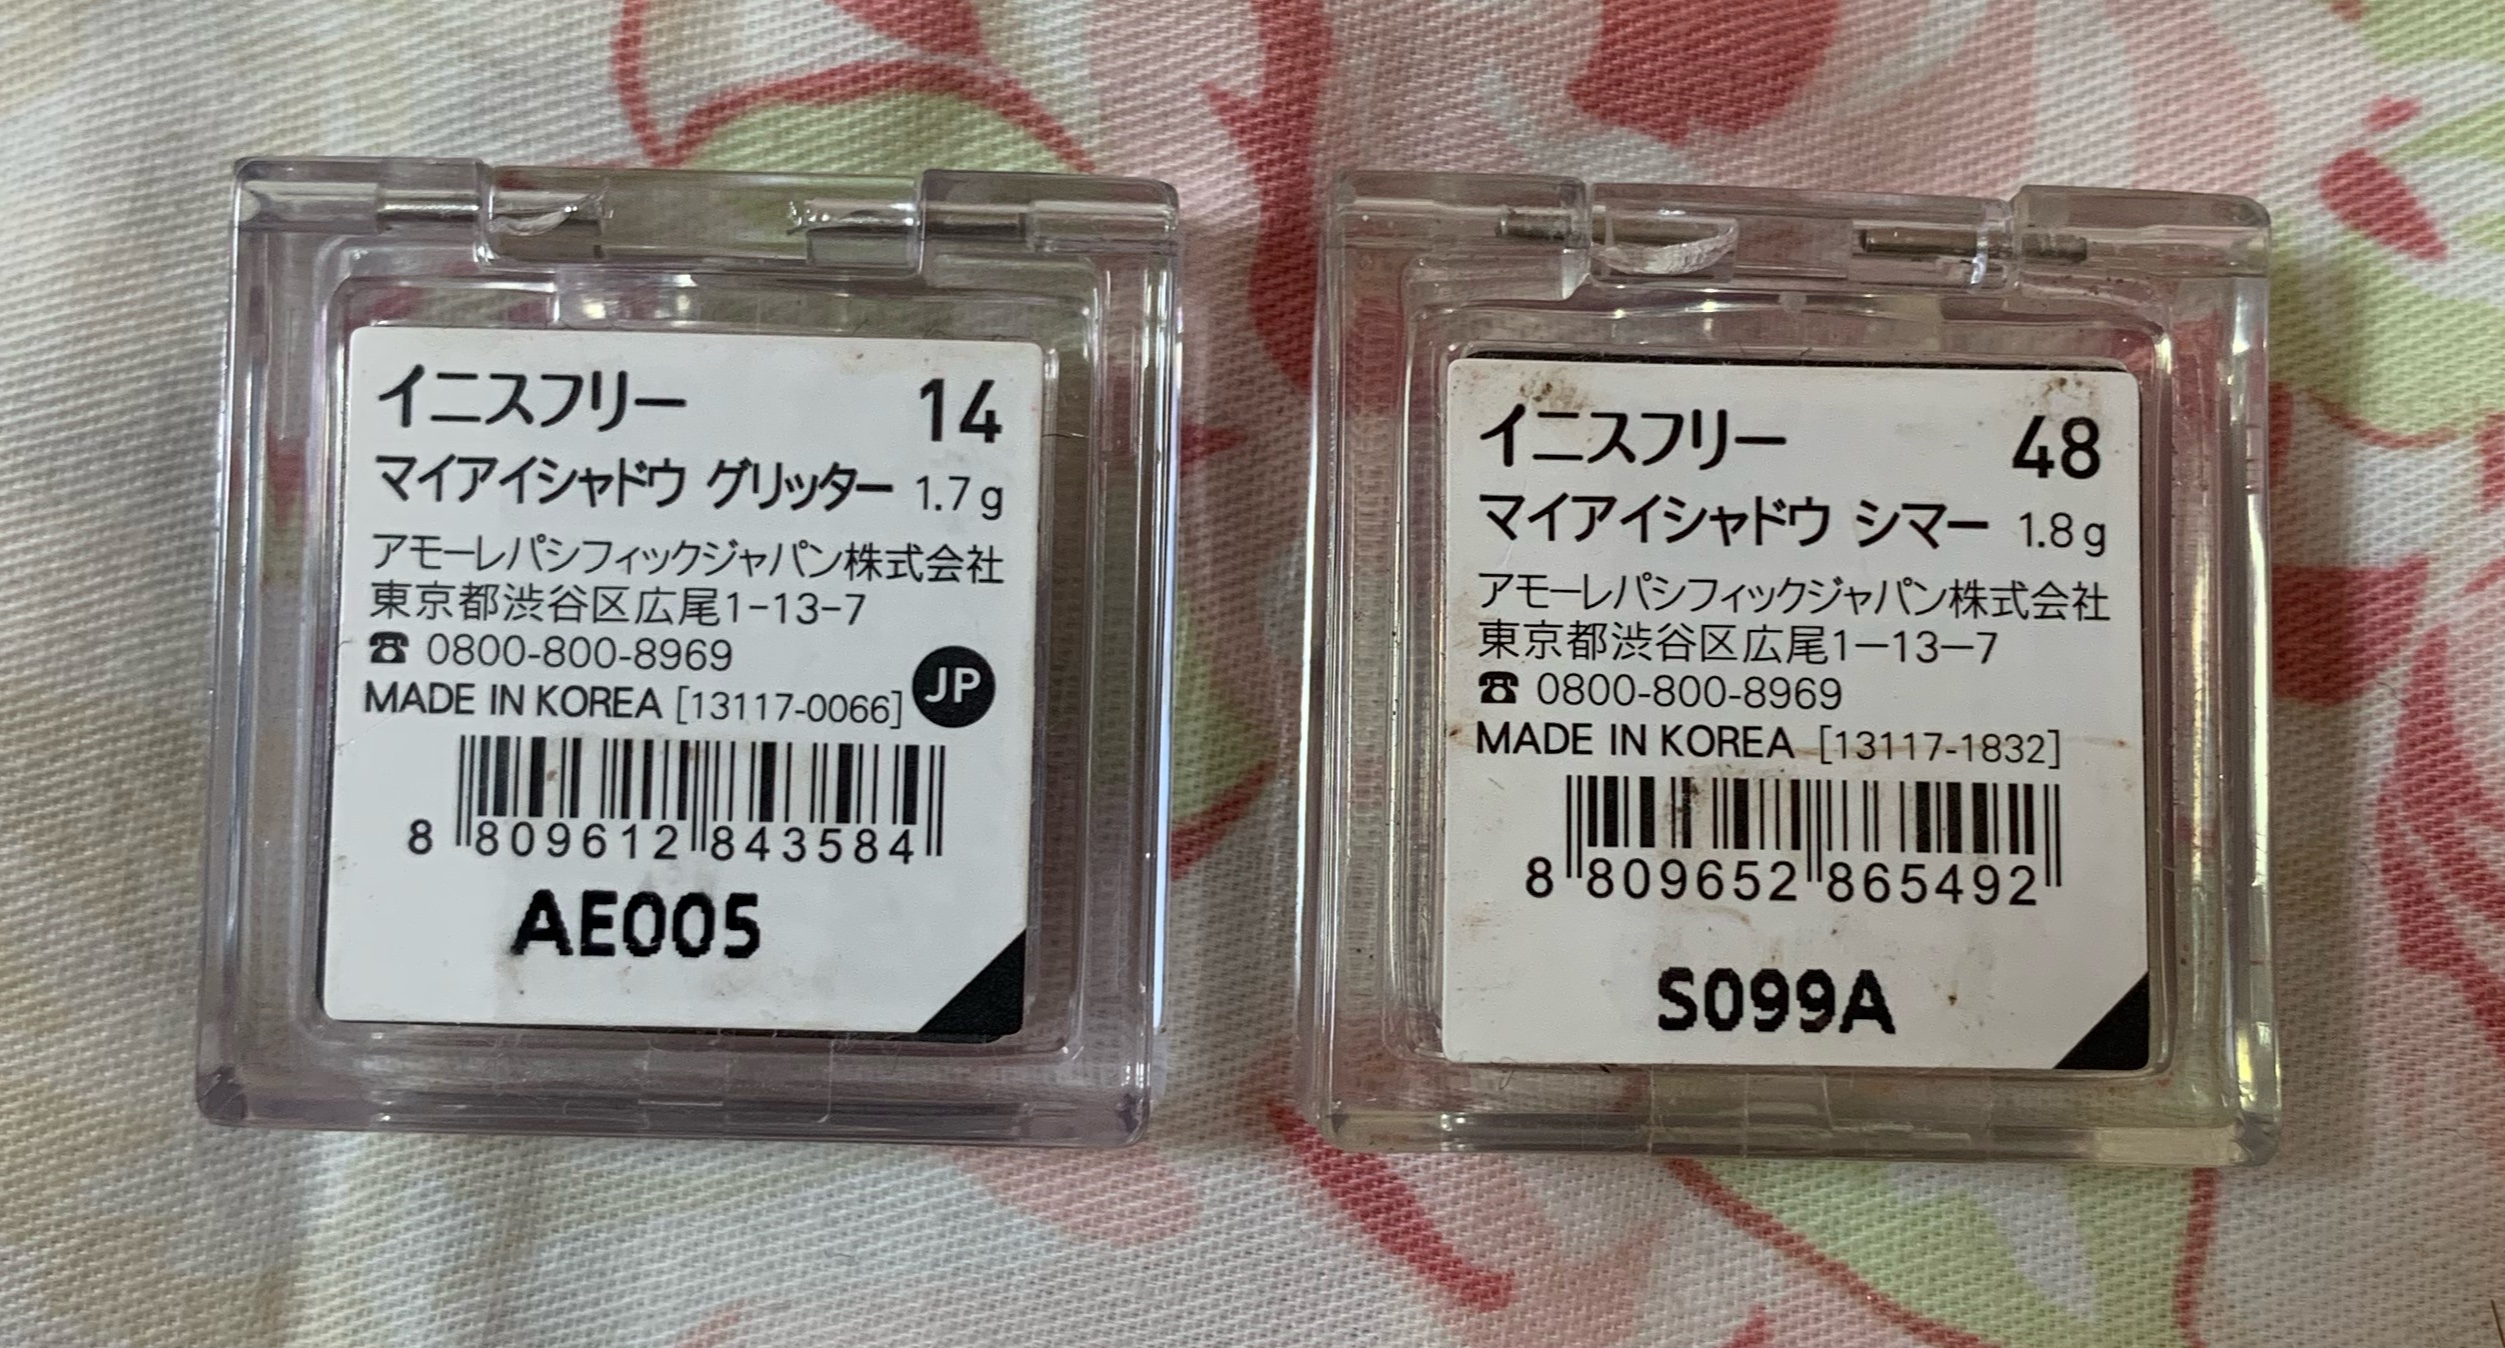 イニスフリー 14
マイアイシャドウ グリッター 1.7g
アモーレパシフィックジャパン株式会社
東京都渋谷区広尾1-13-7
☎ 0800-800-8969
MADE IN KOREA [13117-0066] JP
8 809612 843584
AE005
イニスフリー 48
マイアイシャドウ シマー 1.8g
アモーレパシフィックジャパン株式会社
東京都渋谷区広尾1-13-7
☎ 0800-800-8969
MADE IN KOREA [13117-1832]
8 809652 865492
S099A